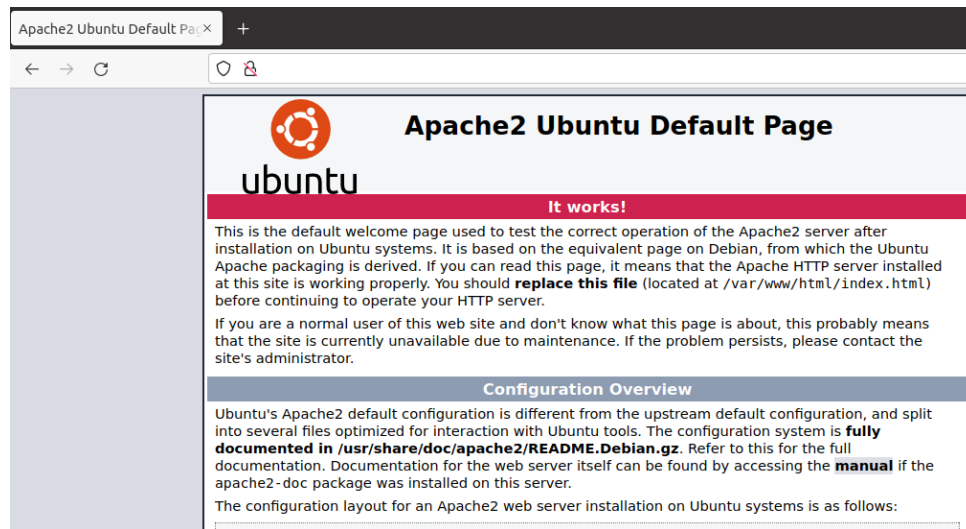 Apache2 Ubuntu Default Pag
Apache2 Ubuntu Default Page
ubuntu
It works!
This is the default welcome page used to test the correct operation of the Apache2 server after
installation on Ubuntu systems. It is based on the equivalent page on Debian, from which the Ubuntu
Apache packaging is derived. If you can read this page, it means that the Apache HTTP server installed
at this site is working properly. You should replace this file (located at /var/www/html/index.html)
before continuing to operate your HTTP server.
If you are a normal user of this web site and don't know what this page is about, this probably means
that the site is currently unavailable due to maintenance. If the problem persists, please contact the
site's administrator.
Configuration Overview
Ubuntu's Apache2 default configuration is different from the upstream default configuration, and split
into several files optimized for interaction with Ubuntu tools. The configuration system is fully
documented in /usr/share/doc/apache2/README.Debian.gz. Refer to this for the full
documentation. Documentation for the web server itself can be found by accessing the manual if the
apache2-doc package was installed on this server.
The configuration layout for an Apache2 web server installation on Ubuntu systems is as follows: